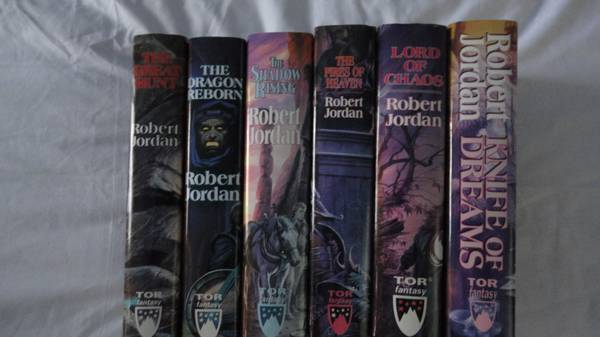 THE
GREAT
HUNT
Robert
Jordan
TOR
fantasy
THE
DRAGON
REBORN
Robert
Jordan
TOR
fantasy
The
SHADOW
RISING
Robert
Jordan
TOR
fantasy
THE
FIRES OF
HEAVEN
Robert
Jordan
TOR
fantasy
LORD
OF
CHAOS
Robert
Jordan
TOR
fantasy
Robert
Jordan
KNIFE OF
DREAMS
TOR
fantasy